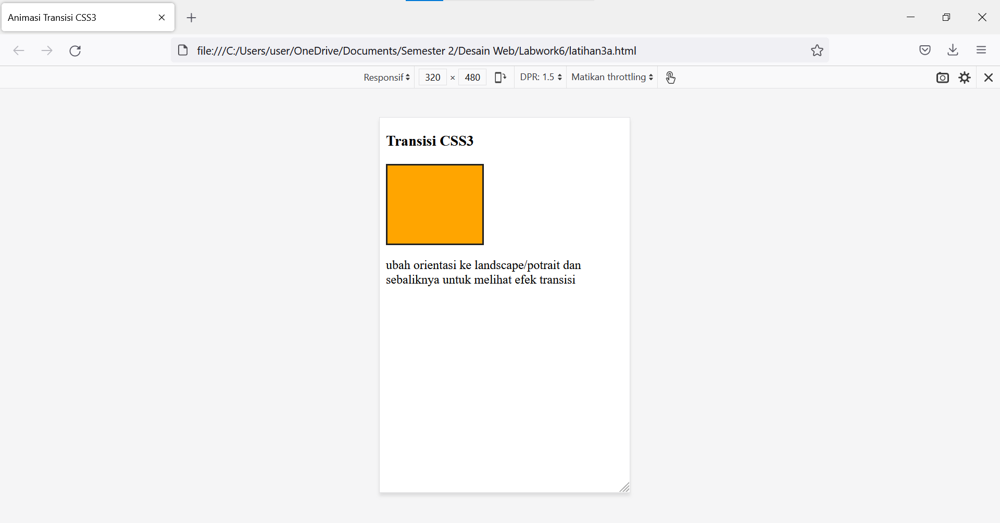 Animasi Transisi CSS3
file:///C:/Users/user/OneDrive/Documents/Semester 2/Desain Web/Labwork6/latihan3a.html
Responsif 320 × 480 DPR: 1.5 Matikan throttling
Transisi CSS3
ubah orientasi ke landscape/potrait dan
sebaliknya untuk melihat efek transisi